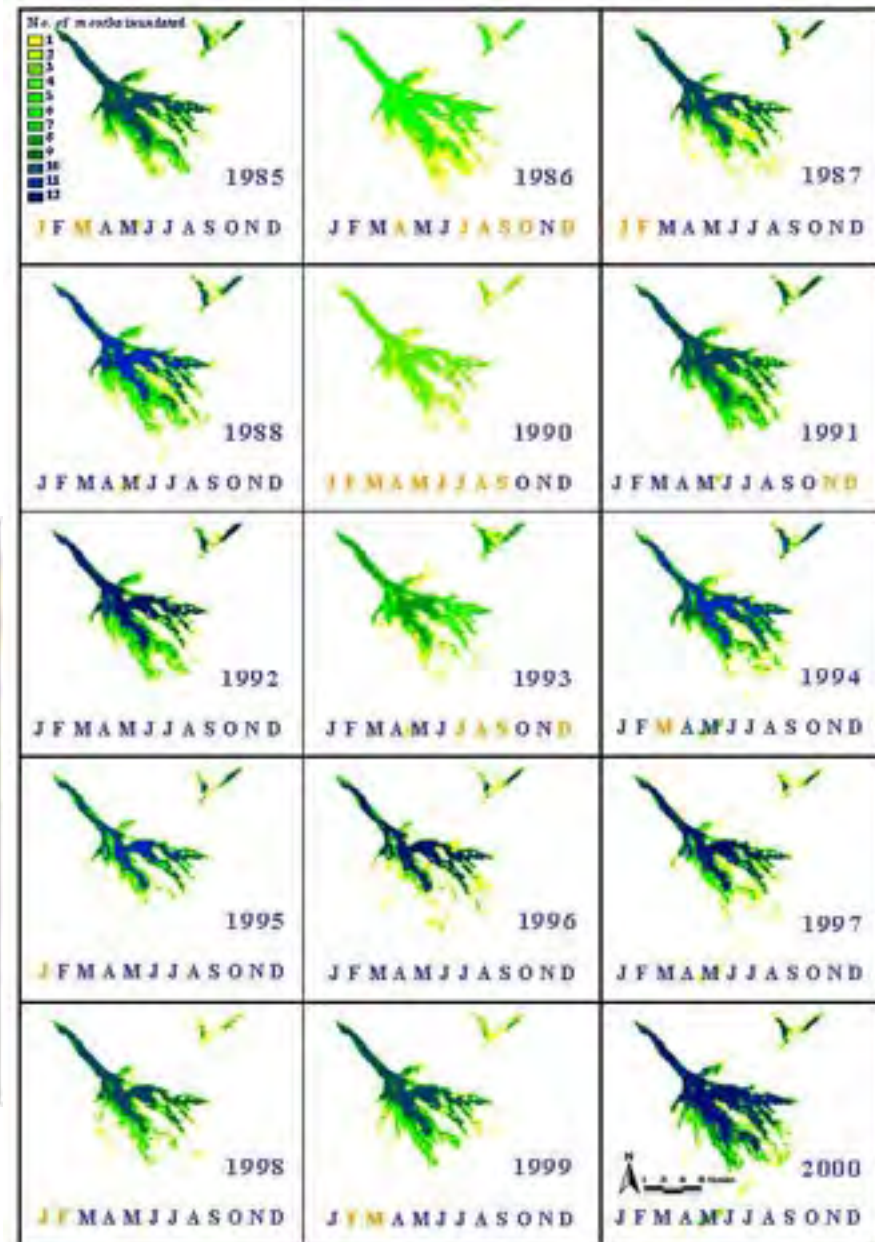 No. of months inundated
1
2
3
4
5
6
7
8
9
10
11
12
1985
J F M A M J J A S O N D
1986
J F M A M J J A S O N D
1987
J F M A M J J A S O N D
1988
J F M A M J J A S O N D
1990
J F M A M J J A S O N D
1991
J F M A M J J A S O N D
1992
J F M A M J J A S O N D
1993
J F M A M J J A S O N D
1994
J F M A M J J A S O N D
1995
J F M A M J J A S O N D
1996
J F M A M J J A S O N D
1997
J F M A M J J A S O N D
1998
J F M A M J J A S O N D
1999
J F M A M J J A S O N D
N
2000
J F M A M J J A S O N D